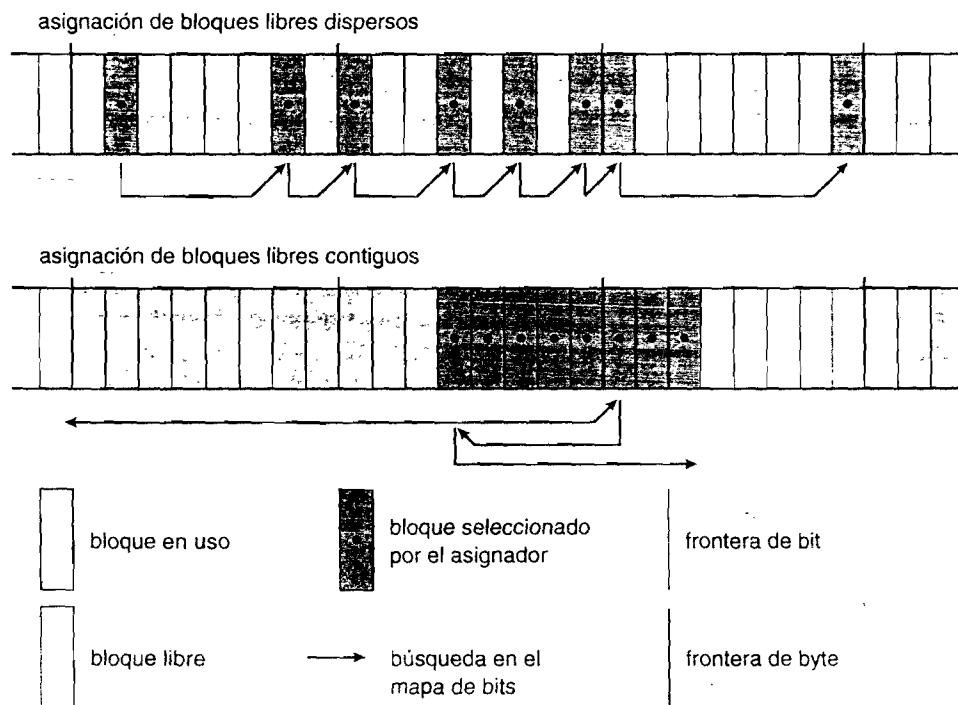 asignación de bloques libres dispersos
asignación de bloques libres contiguos
bloque en uso
bloque seleccionado
por el asignador
frontera de bit
bloque libre
búsqueda en el
mapa de bits
frontera de byte